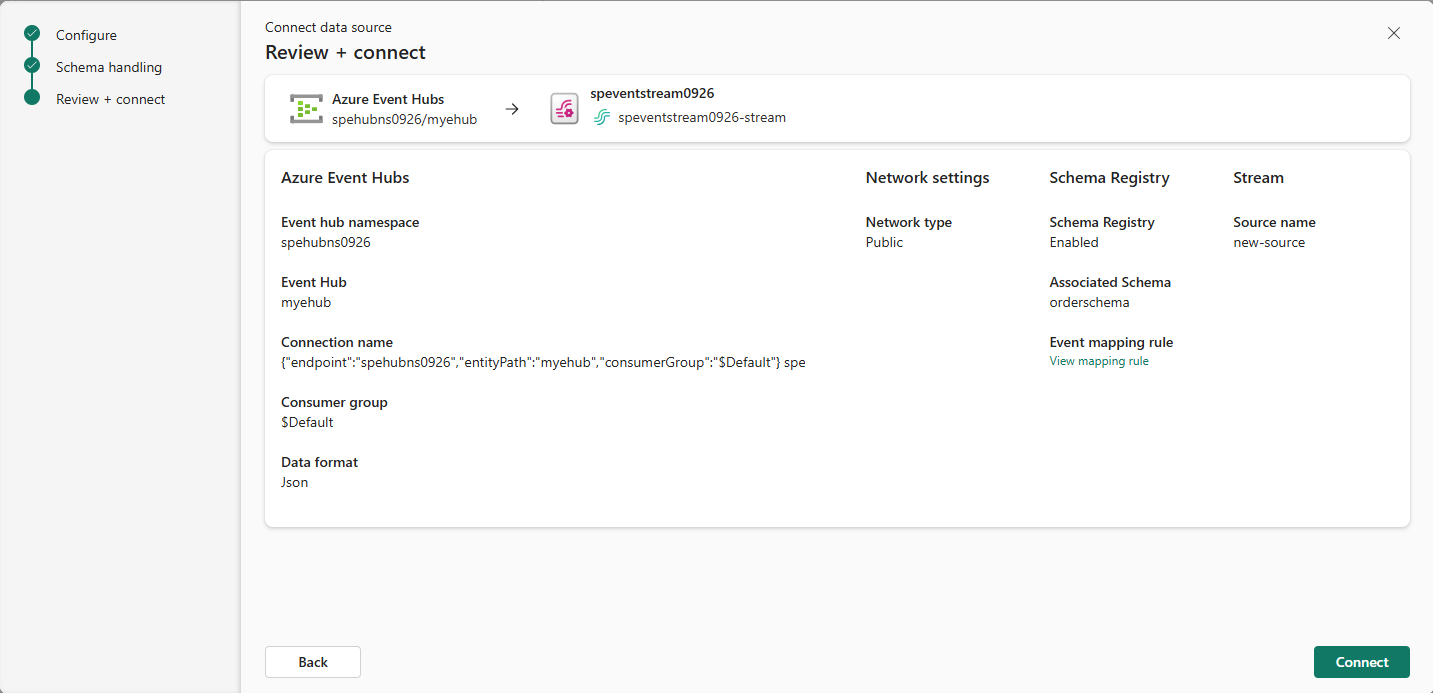 Configure
Schema handling
Review + connect
Connect data source
Review + connect
Azure Event Hubs
spehubns0926/myehub
speventstream0926
speventstream0926-stream
Azure Event Hubs
Event hub namespace
spehubns0926
Event Hub
myehub
Connection name
{"endpoint":"spehubns0926","entityPath":"myehub","consumerGroup":"$Default"} spe
Consumer group
$Default
Data format
Json
Network settings
Network type
Public
Schema Registry
Schema Registry
Enabled
Associated Schema
orderschema
Event mapping rule
View mapping rule
Stream
Source name
new-source
Back
Connect